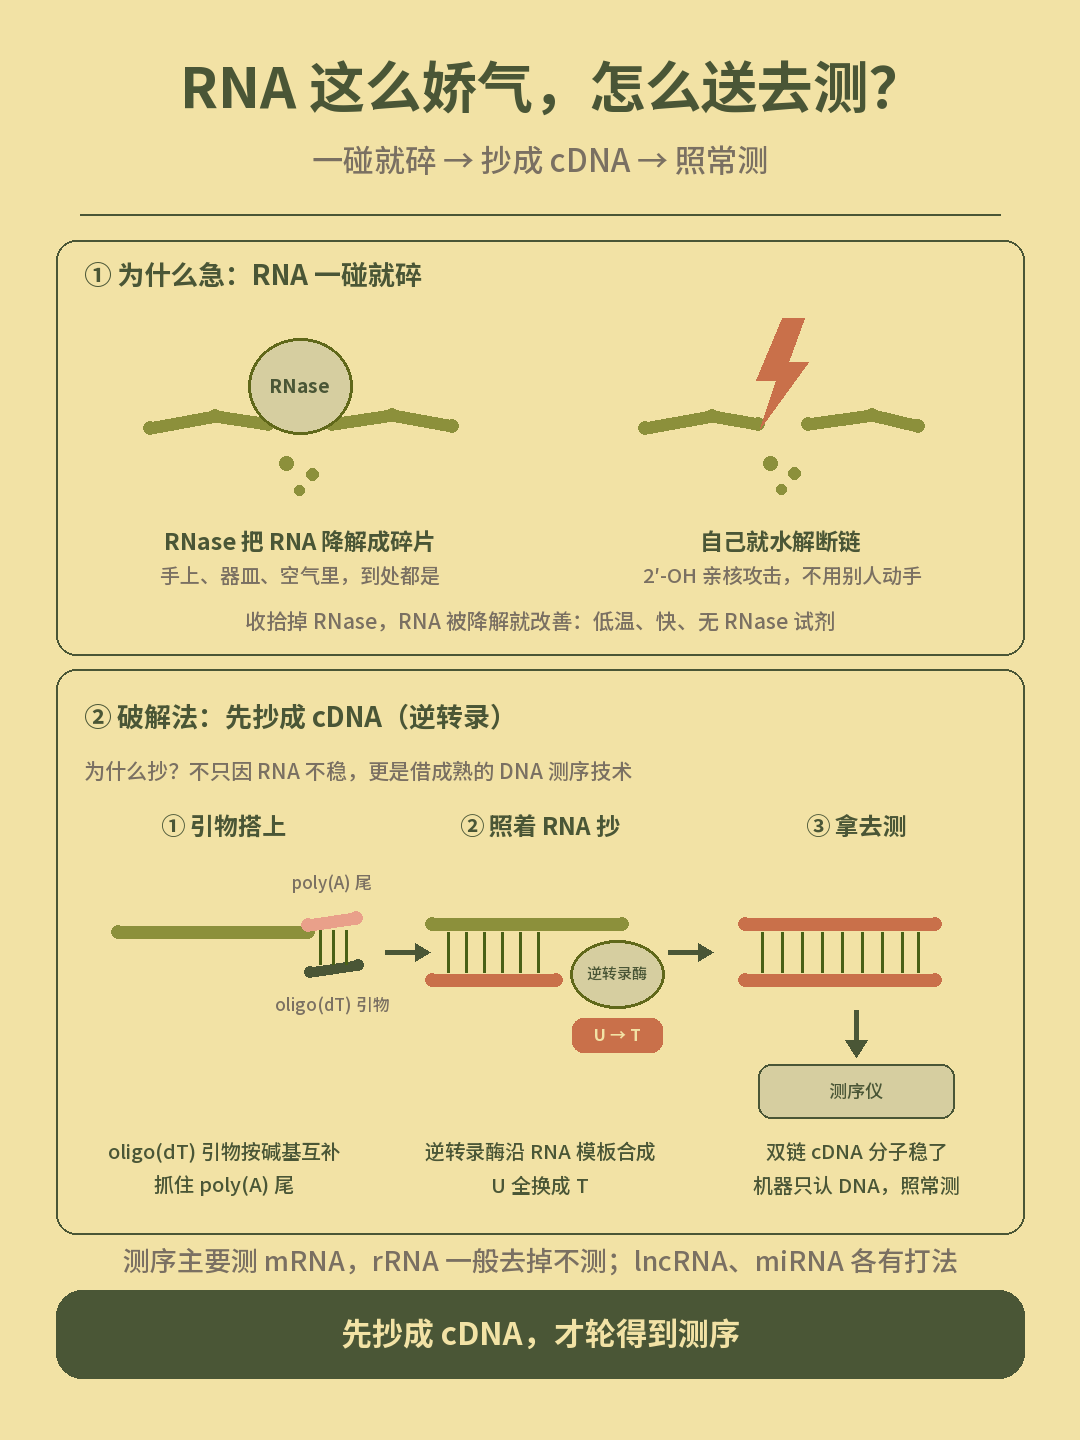 RNA 这么娇气，怎么送去测？
一碰就碎 → 抄成 cDNA → 照常测
① 为什么急：RNA 一碰就碎
RNase
RNase 把 RNA 降解成碎片
手上、器皿、空气里，到处都是
自己就水解断链
2′-OH 亲核攻击，不用别人动手
收拾掉 RNase，RNA 被降解就改善：低温、快、无 RNase 试剂
② 破解法：先抄成 cDNA（逆转录）
为什么抄？不只因 RNA 不稳，更是借成熟的 DNA 测序技术
① 引物搭上
poly(A) 尾
oligo(dT) 引物
oligo(dT) 引物按碱基互补
抓住 poly(A) 尾
② 照着 RNA 抄
逆转录酶
U → T
逆转录酶沿 RNA 模板合成
U 全换成 T
③ 拿去测
测序仪
双链 cDNA 分子稳了
机器只认 DNA，照常测
测序主要测 mRNA，rRNA 一般去掉不测；lncRNA、miRNA 各有打法
先抄成 cDNA，才轮得到测序